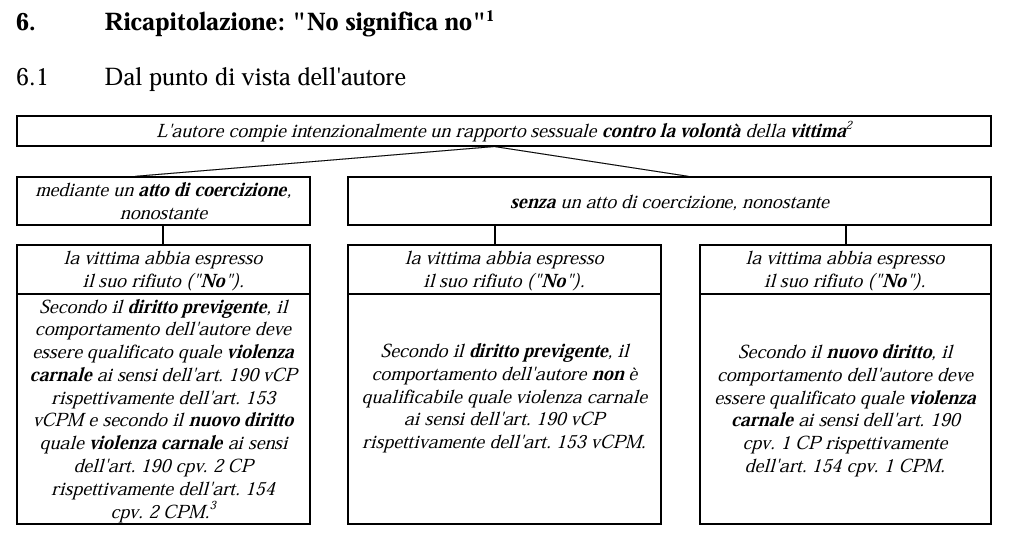 6. Ricapitolazione: "No significa no"1
6.1 Dal punto di vista dell'autore
L'autore compie intenzionalmente un rapporto sessuale contro la volontà della vittima2
mediante un atto di coercizione,
nonostante
senza un atto di coercizione, nonostante
la vittima abbia espresso
il suo rifiuto ("No").
Secondo il diritto previgente, il
comportamento dell'autore deve
essere qualificato quale violenza
carnale ai sensi dell'art. 190 vCP
rispettivamente dell'art. 153
vCPM e secondo il nuovo diritto
quale violenza carnale ai sensi
dell'art. 190 cpv. 2 CP
rispettivamente dell'art. 154
cpv. 2 CPM.3
la vittima abbia espresso
il suo rifiuto ("No").
Secondo il diritto previgente, il
comportamento dell'autore non è
qualificabile quale violenza carnale
ai sensi dell'art. 190 vCP
rispettivamente dell'art. 153 vCPM.
la vittima abbia espresso
il suo rifiuto ("No").
Secondo il nuovo diritto, il
comportamento dell'autore deve
essere qualificato quale violenza
carnale ai sensi dell'art. 190
cpv. 1 CP rispettivamente
dell'art. 154 cpv. 1 CPM.